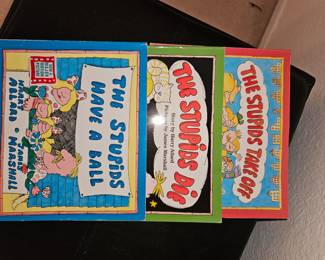 THE STUPIDS
HAVE A BALL
HARRY
ALLARD
JAMES
MARSHALL
THE STUPIDS DIE
Story by Harry Allard
Pictures by James Marshall
THE STUPIDS TAKE OFF